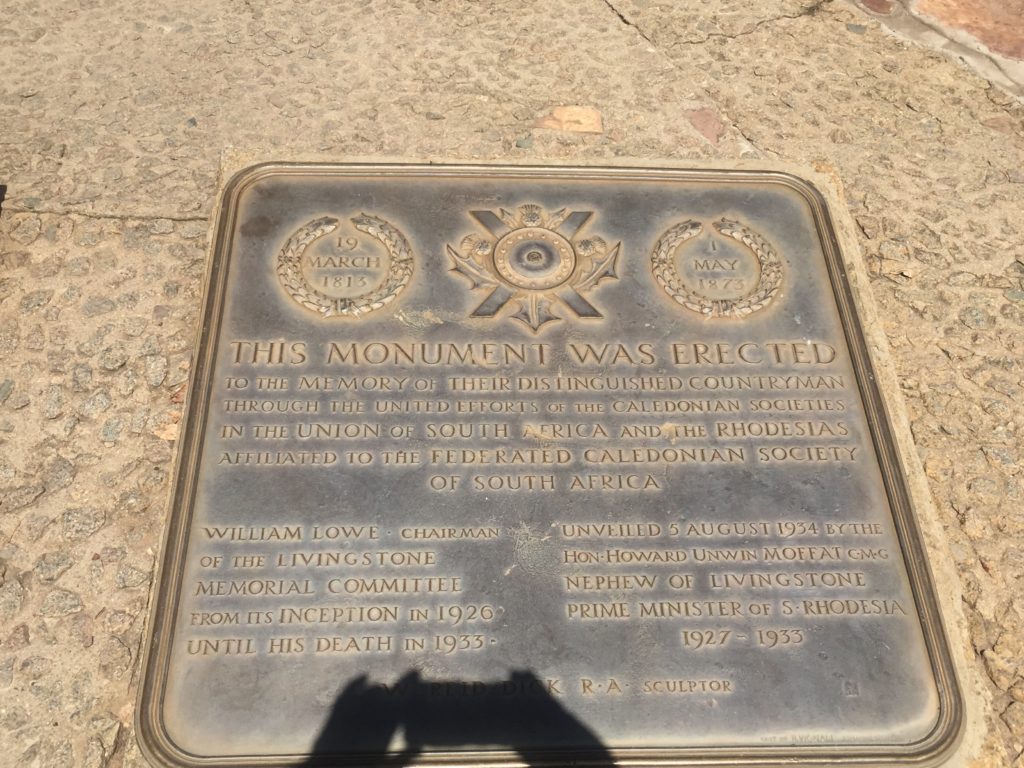 19
MARCH
1813
1
MAY
1873
THIS MONUMENT WAS ERECTED
TO THE MEMORY OF THEIR DISTINGUISHED COUNTRYMAN
THROUGH THE UNITED EFFORTS OF THE CALEDONIAN SOCIETIES
IN THE UNION OF SOUTH AFRICA AND THE RHODESIAS
AFFILIATED TO THE FEDERATED CALEDONIAN SOCIETY
OF SOUTH AFRICA
WILLIAM LOWE · CHAIRMAN
OF THE LIVINGSTONE
MEMORIAL COMMITTEE
FROM ITS INCEPTION IN 1926
UNTIL HIS DEATH IN 1933 ·
UNVEILED 5 AUGUST 1934 BY THE
HON · HOWARD UNWIN MOFFAT C·M·G
NEPHEW OF LIVINGSTONE
PRIME MINISTER OF S · RHODESIA
1927 - 1933
W · REID · DICK R · A · SCULPTOR